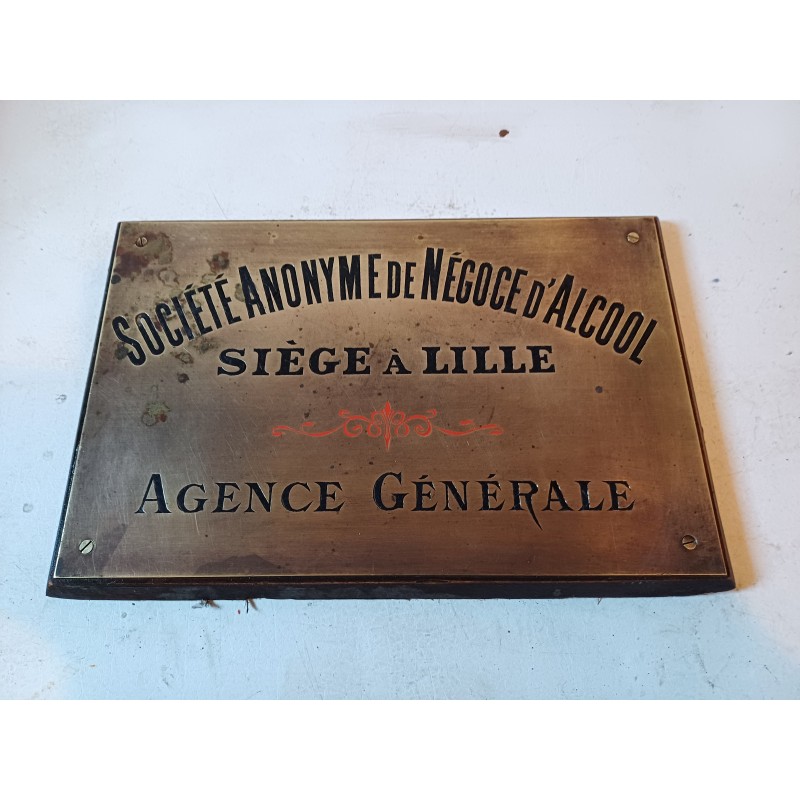 SOCIÉTÉ ANONYME DE NÉGOCE D'ALCOOL
SIÈGE À LILLE
AGENCE GÉNÉRALE